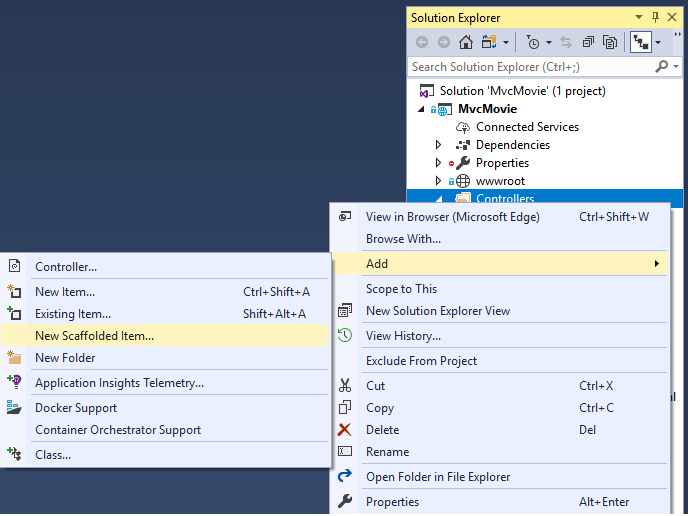 Solution Explorer
Search Solution Explorer (Ctrl+;)
Solution 'MvcMovie' (1 project)
MvcMovie
Connected Services
Dependencies
Properties
wwwroot
Controllers
View in Browser (Microsoft Edge) Ctrl+Shift+W
Browse With...
Add
Scope to This
New Solution Explorer View
View History...
Exclude From Project
Cut Ctrl+X
Copy Ctrl+C
Delete Del
Rename
Open Folder in File Explorer
Properties Alt+Enter
Controller...
New Item... Ctrl+Shift+A
Existing Item... Shift+Alt+A
New Scaffolded Item...
New Folder
Application Insights Telemetry...
Docker Support
Container Orchestrator Support
Class...